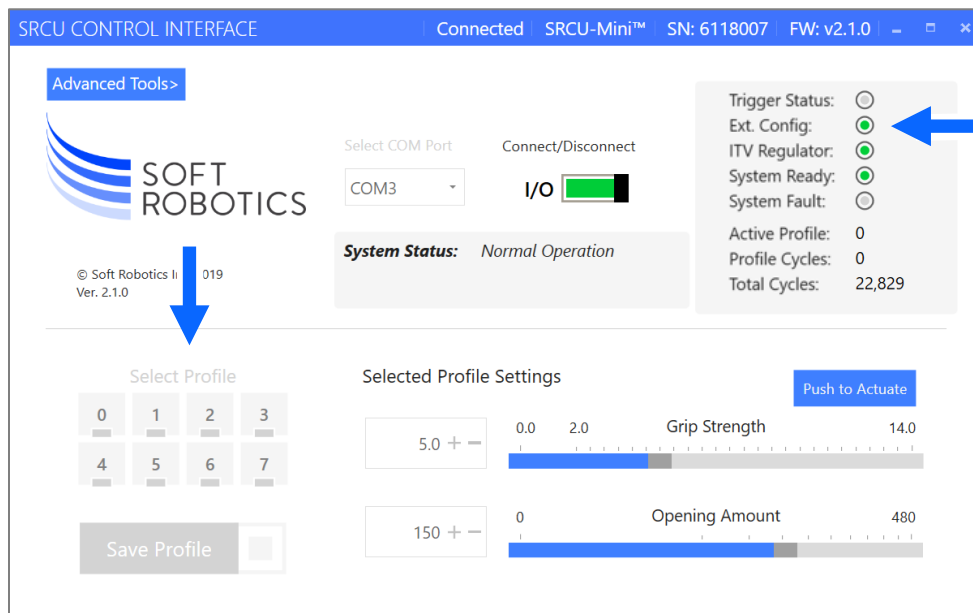 SRCU CONTROL INTERFACE Connected SRCU-Mini™ SN: 6118007 FW: v2.1.0
Advanced Tools>
SOFT
ROBOTICS
© Soft Robotics 019
Ver. 2.1.0
Select COM Port
COM3
Connect/Disconnect
I/O
System Status: Normal Operation
Trigger Status:
Ext. Config:
ITV Regulator:
System Ready:
System Fault:
Active Profile: 0
Profile Cycles: 0
Total Cycles: 22,829
Select Profile
0 1 2 3
4 5 6 7
Save Profile
Selected Profile Settings
Push to Actuate
5.0 + −
0.0 2.0 Grip Strength 14.0
150 + −
0 Opening Amount 480